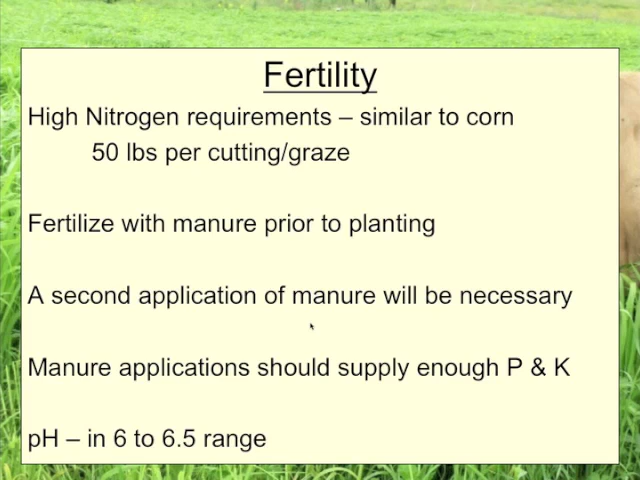 Fertility
High Nitrogen requirements – similar to corn
50 lbs per cutting/graze
Fertilize with manure prior to planting
A second application of manure will be necessary
Manure applications should supply enough P & K
pH – in 6 to 6.5 range